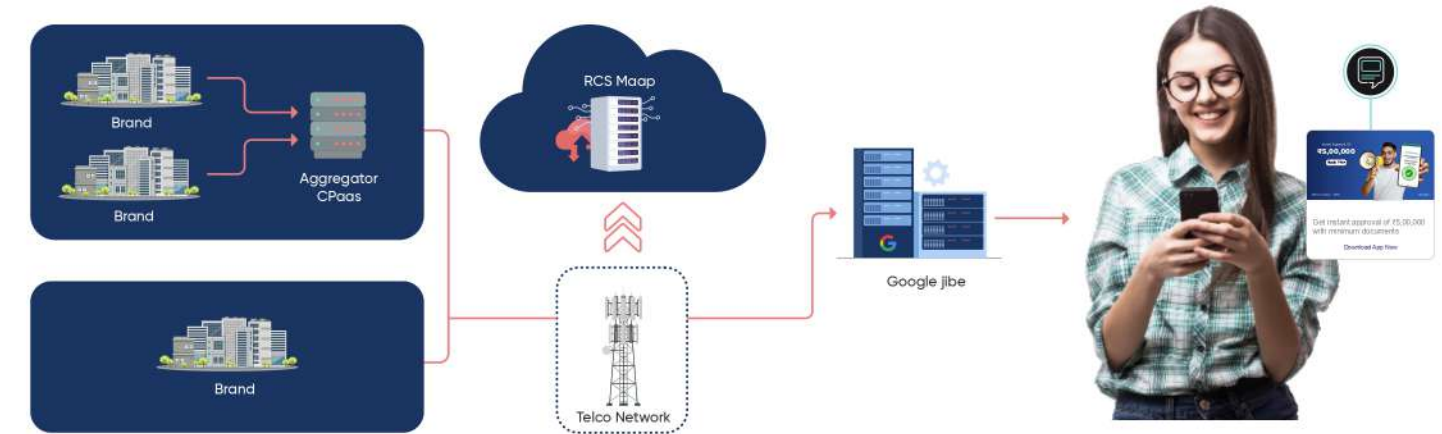 Brand
Brand
Aggregator
CPaas
Brand
RCS Maap
Telco Network
G
Google jibe
₹5,00,000
Get instant approval of ₹5,00,000
with minimum documents
Download App Now